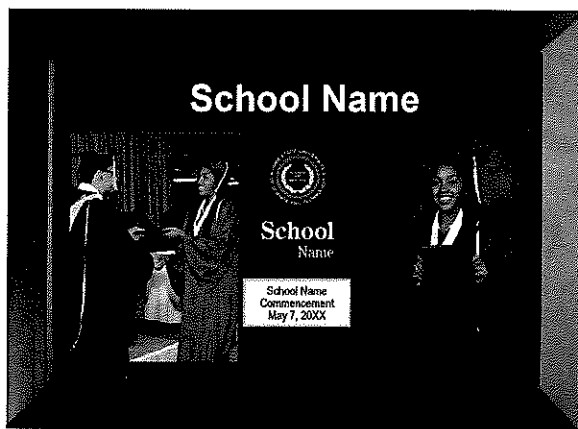 School Name
School
Name
School Name
Commencement
May 7, 20XX